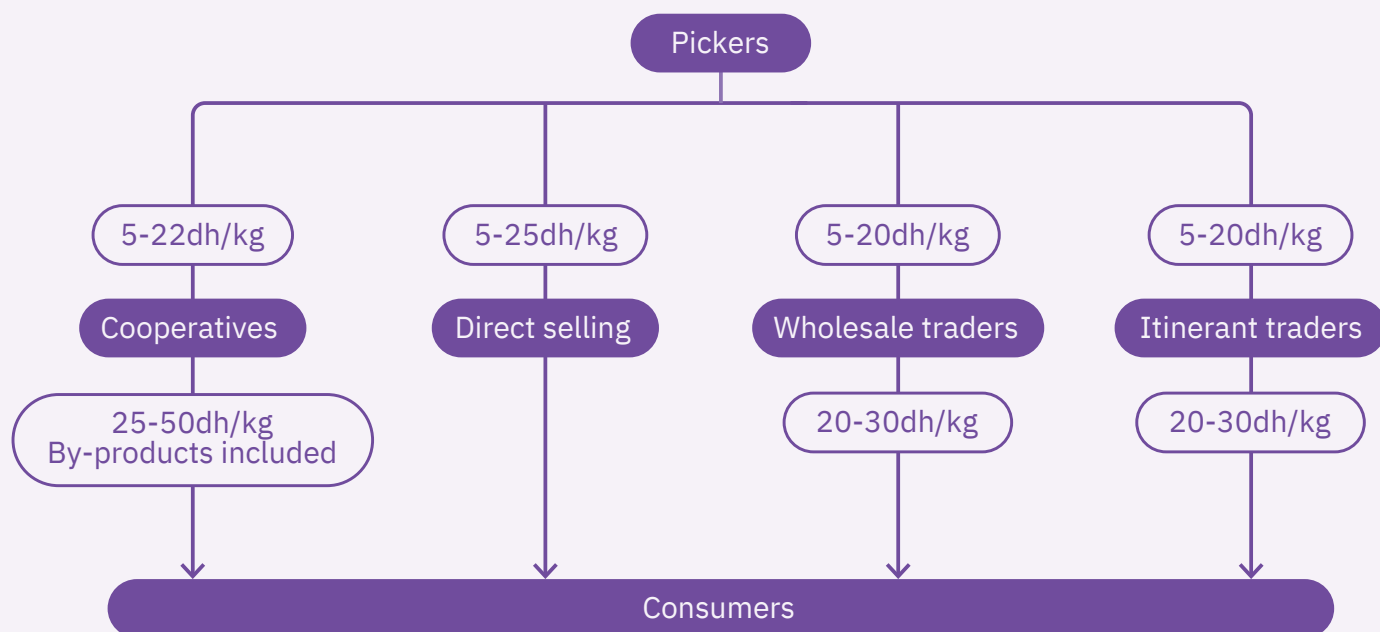 Pickers
5-22dh/kg
5-25dh/kg
5-20dh/kg
5-20dh/kg
Cooperatives
Direct selling
Wholesale traders
Itinerant traders
25-50dh/kg
By-products included
20-30dh/kg
20-30dh/kg
Consumers